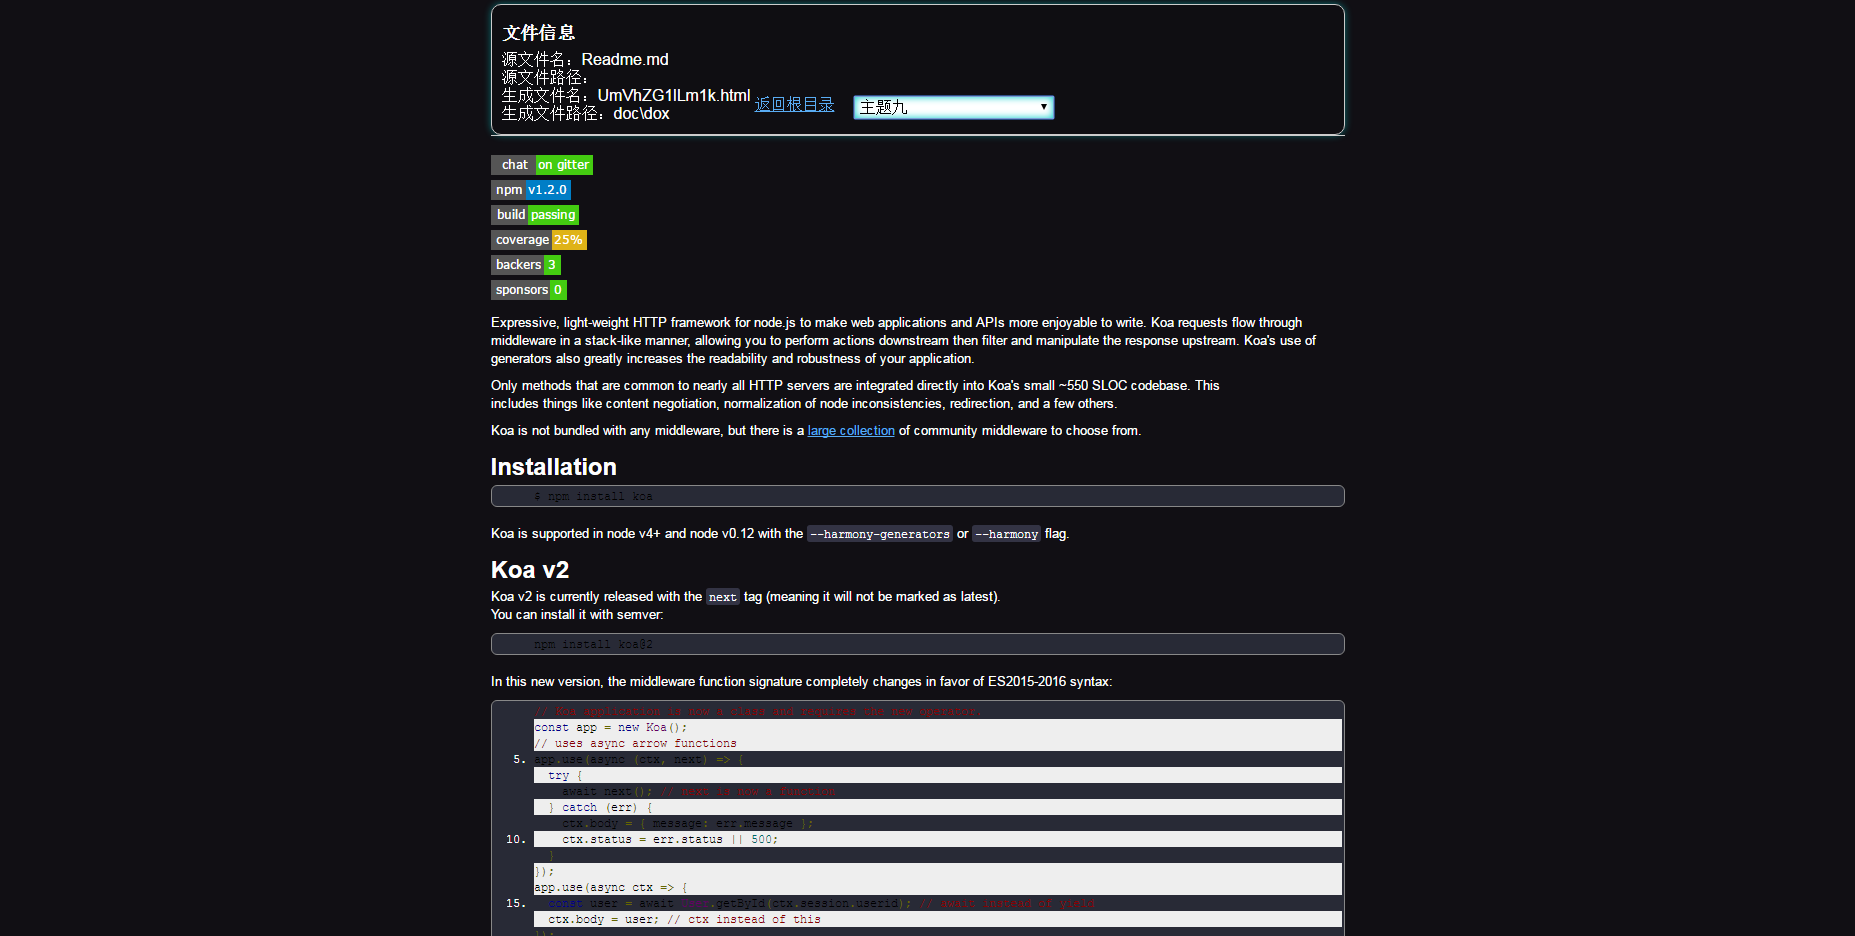 文件信息
源文件名：Readme.md
源文件路径：
生成文件名：UmVhZG1lLm1k.html
生成文件路径：doc\dox
返回根目录
主题九
chat on gitter
npm v1.2.0
build passing
coverage 25%
backers 3
sponsors 0
Expressive, light-weight HTTP framework for node.js to make web applications and APIs more enjoyable to write. Koa requests flow through
middleware in a stack-like manner, allowing you to perform actions downstream then filter and manipulate the response upstream. Koa's use of
generators also greatly increases the readability and robustness of your application.
Only methods that are common to nearly all HTTP servers are integrated directly into Koa's small ~550 SLOC codebase. This
includes things like content negotiation, normalization of node inconsistencies, redirection, and a few others.
Koa is not bundled with any middleware, but there is a large collection of community middleware to choose from.
Installation
# npm install koa
Koa is supported in node v4+ and node v0.12 with the --harmony-generators or --harmony flag.
Koa v2
Koa v2 is currently released with the next tag (meaning it will not be marked as latest).
You can install it with semver:
npm install koa@2
In this new version, the middleware function signature completely changes in favor of ES2015-2016 syntax:
// Koa application is now a class and requires the new operator.
const app = new Koa();
// uses async arrow functions
5. app.use(async (ctx, next) => {
try {
await next(); // next is now a function
} catch (err) {
ctx.body = { message: err.message };
10. ctx.status = err.status || 500;
}
});
app.use(async ctx => {
15. const user = await User.getById(ctx.session.userid); // await instead of yield
ctx.body = user; // ctx instead of this
});